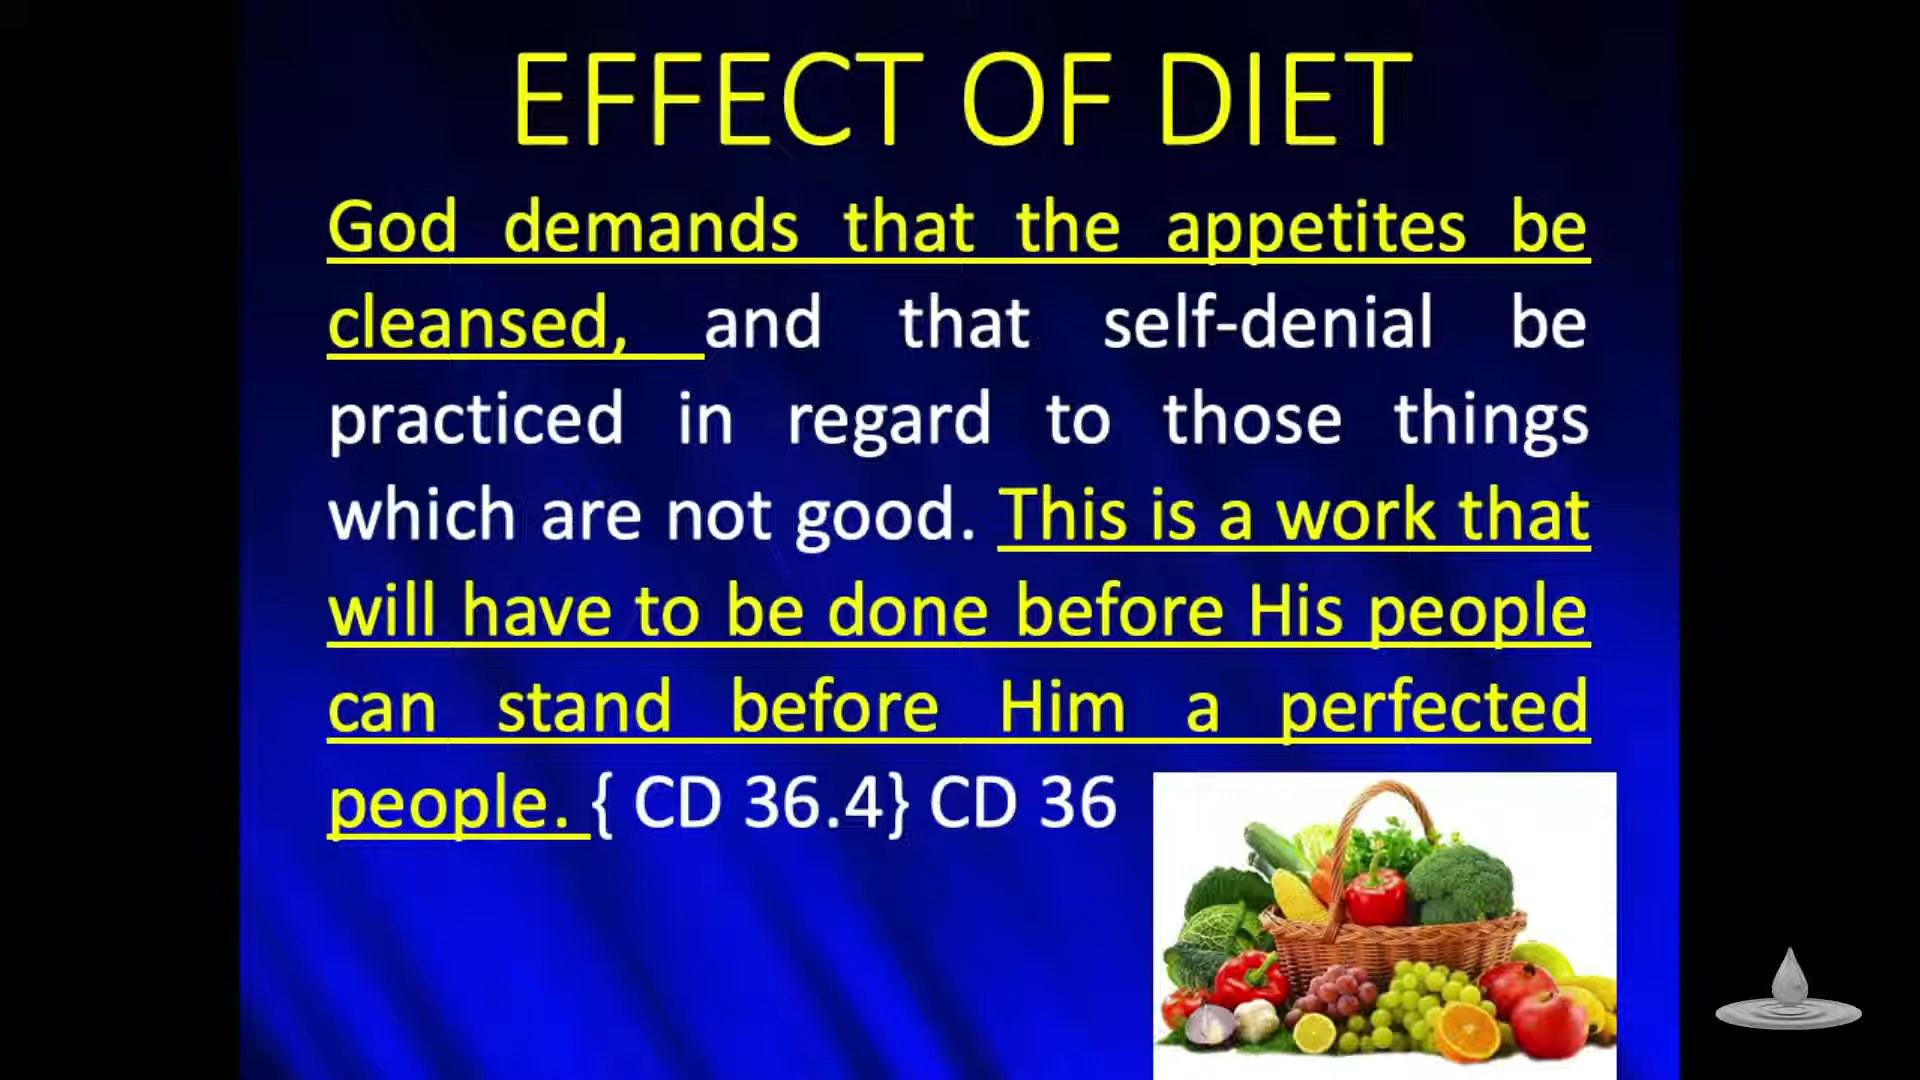 EFFECT OF DIET
God demands that the appetites be
cleansed, and that self-denial be
practiced in regard to those things
which are not good. This is a work that
will have to be done before His people
can stand before Him a perfected
people. { CD 36.4} CD 36